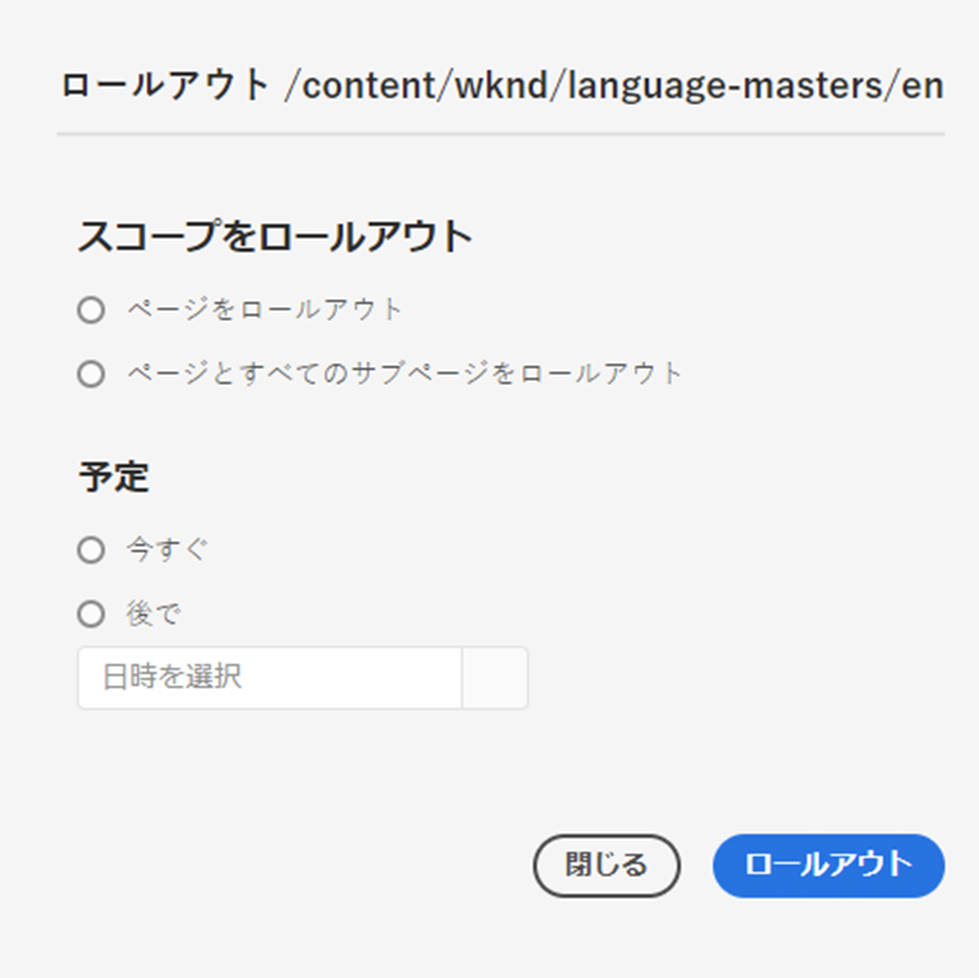 ロールアウト /content/wknd/language-masters/en
スコープをロールアウト
ページをロールアウト
ページとすべてのサブページをロールアウト
予定
今すぐ
後で
日時を選択
閉じる
ロールアウト